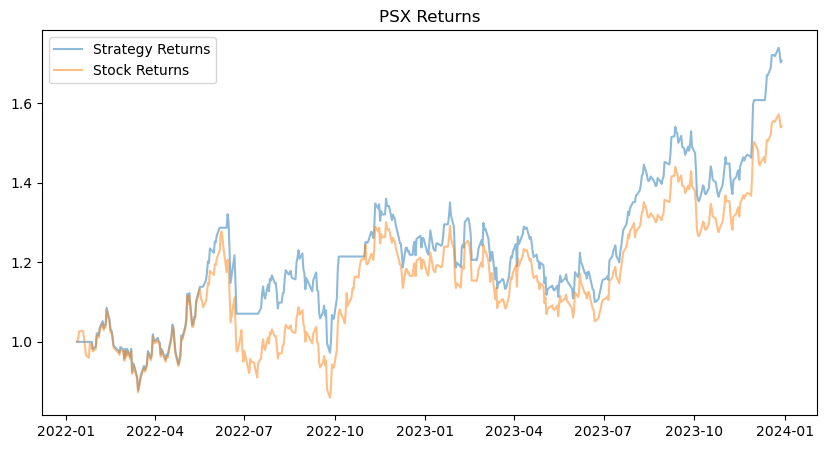 PSX Returns
Strategy Returns
Stock Returns
1.6
1.4
1.2
1.0
2022-01 2022-04 2022-07 2022-10 2023-01 2023-04 2023-07 2023-10 2024-01